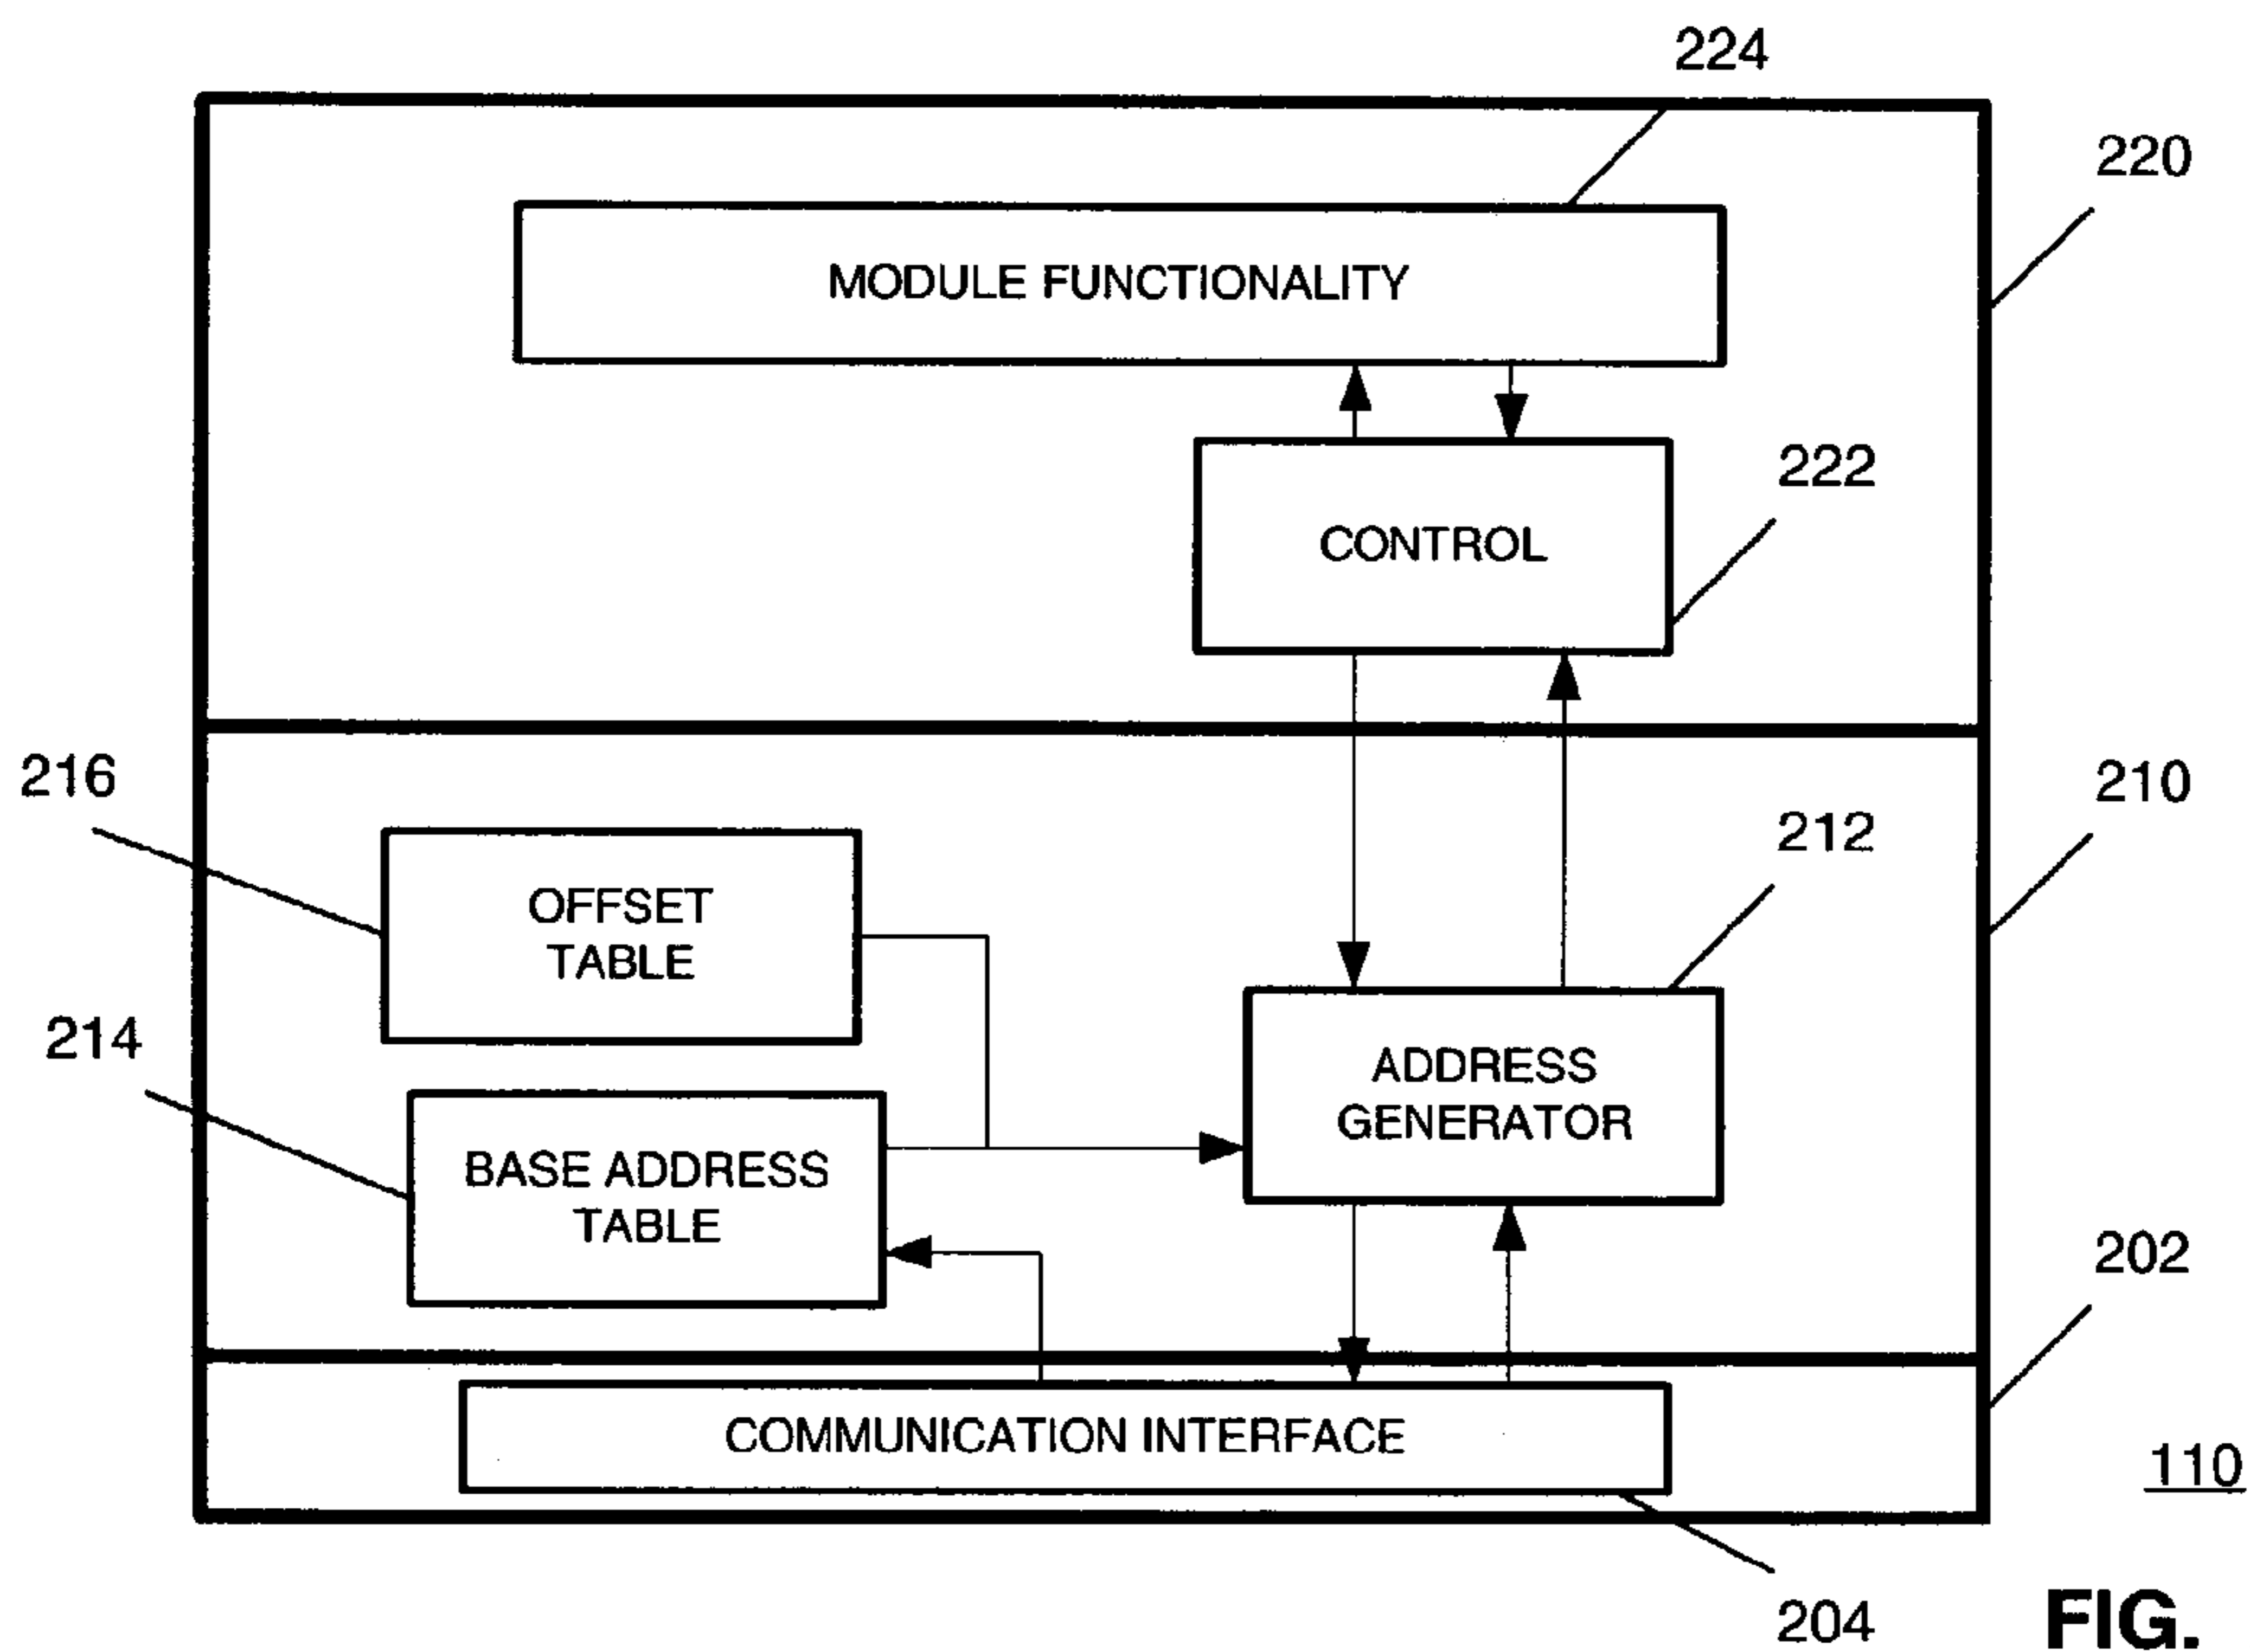 224
220
MODULE FUNCTIONALITY
222
CONTROL
216
210
212
OFFSET
TABLE
214
ADDRESS
GENERATOR
BASE ADDRESS
TABLE
202
COMMUNICATION INTERFACE
110
204
FIG.